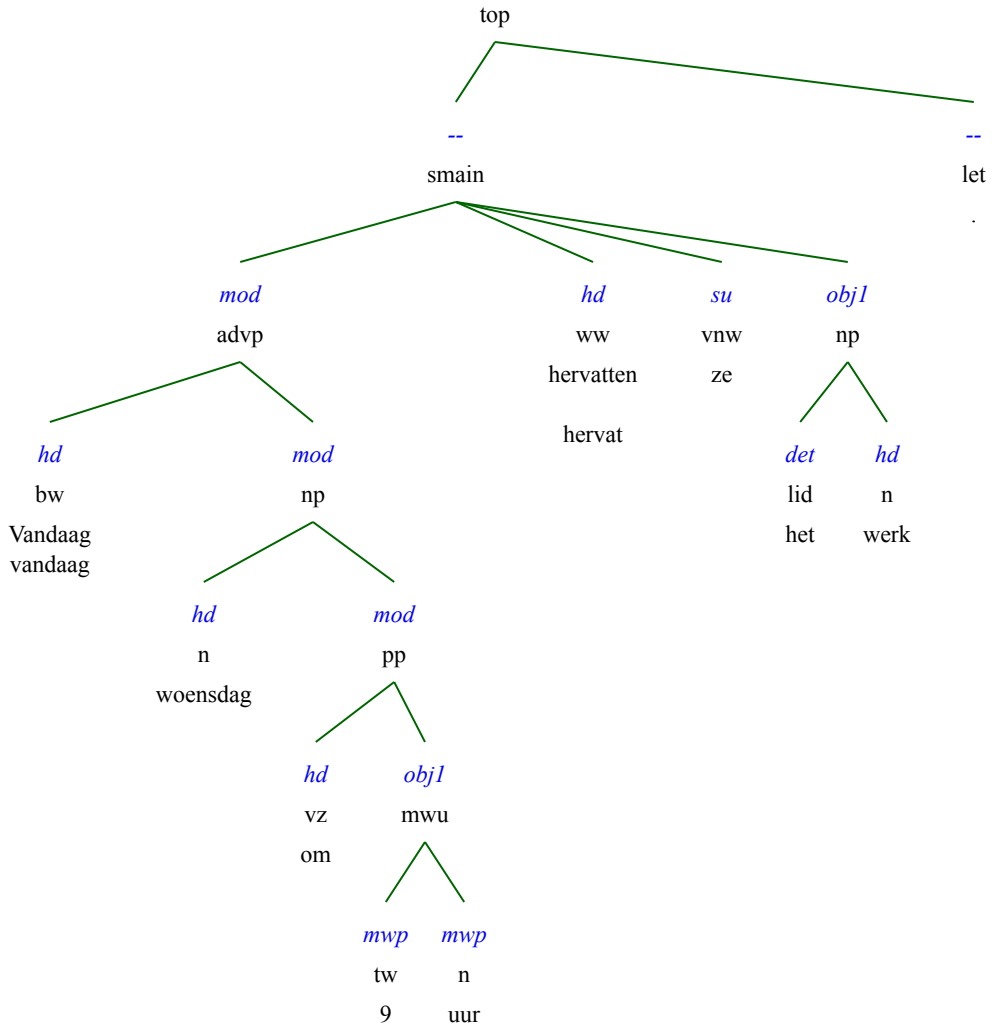 top
-- --
smain let
.
mod hd su obj1
advp ww vnw np
hervatten ze
hervat
hd mod det hd
bw np lid n
Vandaag het werk
vandaag
hd mod
n pp
woensdag
hd obj1
vz mwu
om
mwp mwp
tw n
9 uur